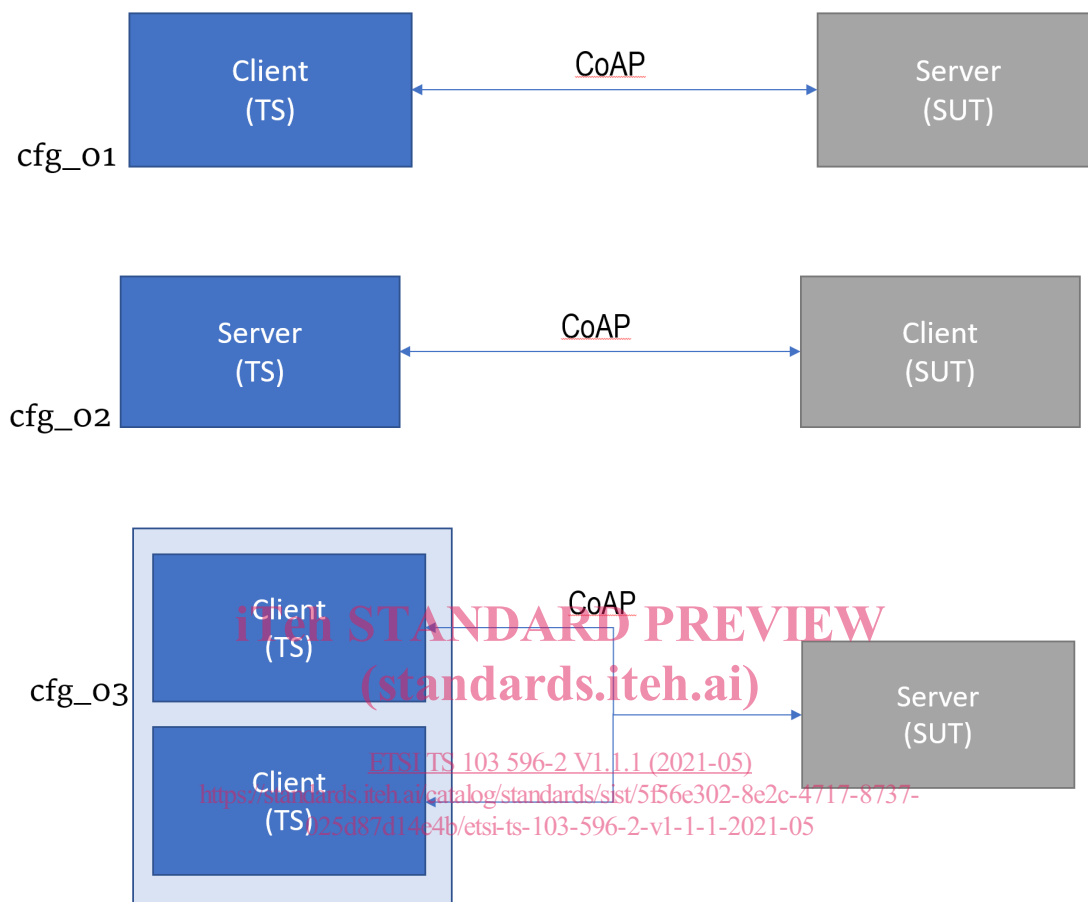 Client
(TS)
CoAP
Server
(SUT)
cfg_01
Server
(TS)
CoAP
Client
(SUT)
cfg_02
Client
(TS)
CoAP
iTeh STANDARD PREVIEW
(standards.iteh.ai)
cfg_03
Server
(SUT)
Client
(TS)
ETSI TS 103 596-2 V1.1.1 (2021-05)
https://standards.iteh.ai/catalog/standards/sist/5f56e302-8e2c-4717-8737-
025d87d14e4b/etsi-ts-103-596-2-v1-1-1-2021-05